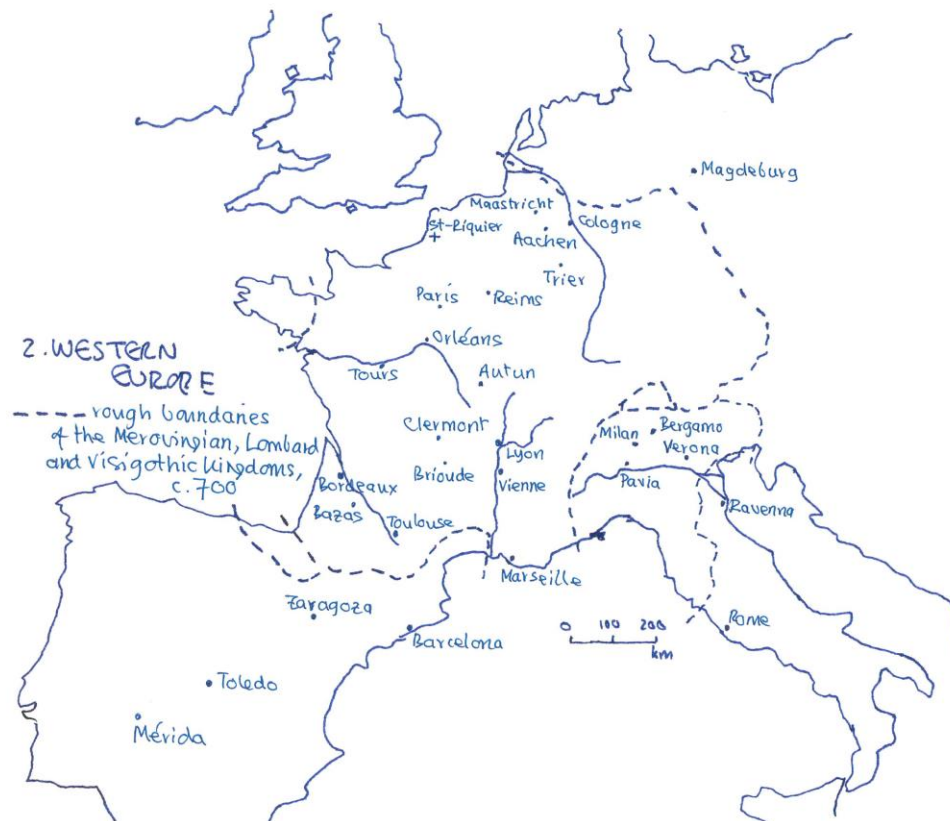 Magdeburg
Maastricht
Cologne
St-Riquier
Aachen
Trier
París
Reims
Orléans
2. WESTERN
EUROPE
Tours
Autun
---- rough boundaries
of the Merovingian, Lombard
and Visigothic kingdoms,
c.700
Clermont
Bergamo
Milan
Verona
Lyon
Brioude
Vienne
Pavia
Bordeaux
Bazas
Toulouse
Ravenna
Marseille
Zaragoza
0 100 200
km
Rome
Barcelona
Toledo
Mérida